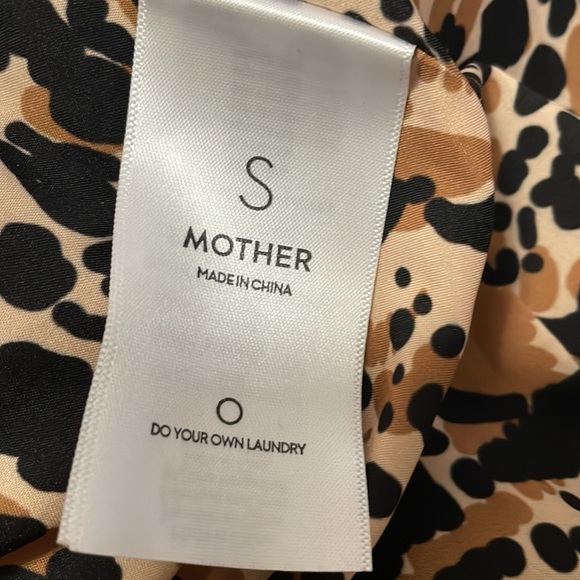 S
MOTHER
MADE IN CHINA
DO YOUR OWN LAUNDRY